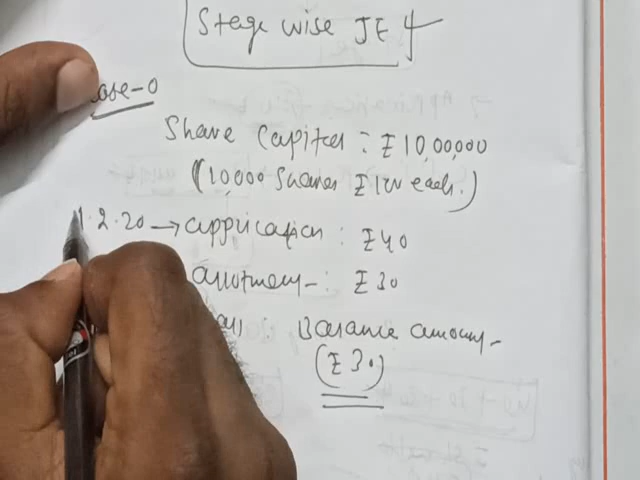 Stage wise JE
Case-0
Share Capital : ₹10,00,000
(10,000 Shares ₹100 each.)
1.2.20 → application : ₹40
allotment - : ₹30
call : Balance amount -
(₹30)